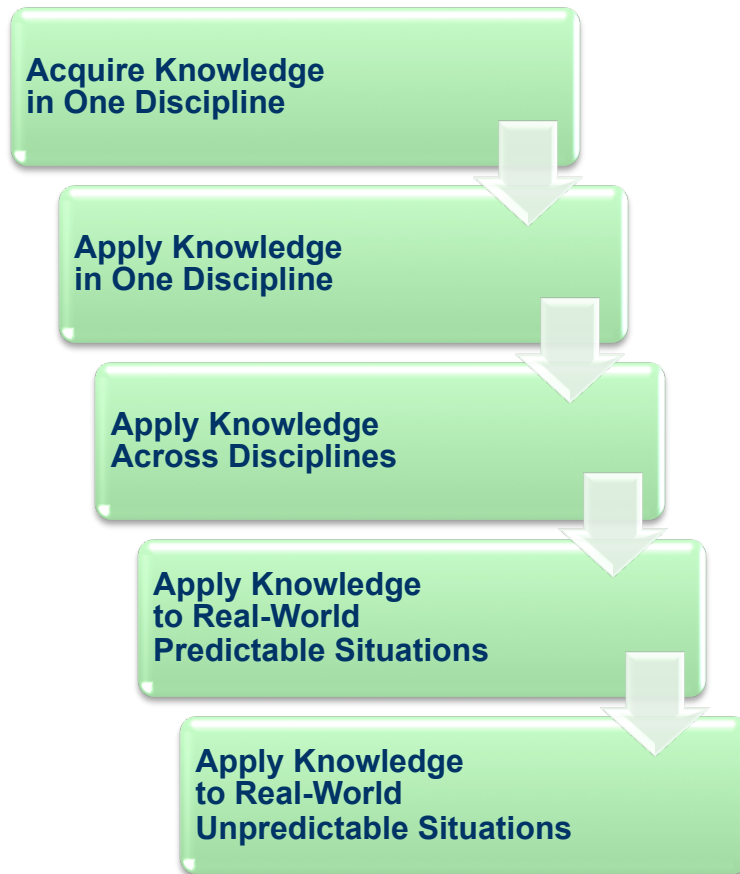 Acquire Knowledge
in One Discipline
Apply Knowledge
in One Discipline
Apply Knowledge
Across Disciplines
Apply Knowledge
to Real-World
Predictable Situations
Apply Knowledge
to Real-World
Unpredictable Situations